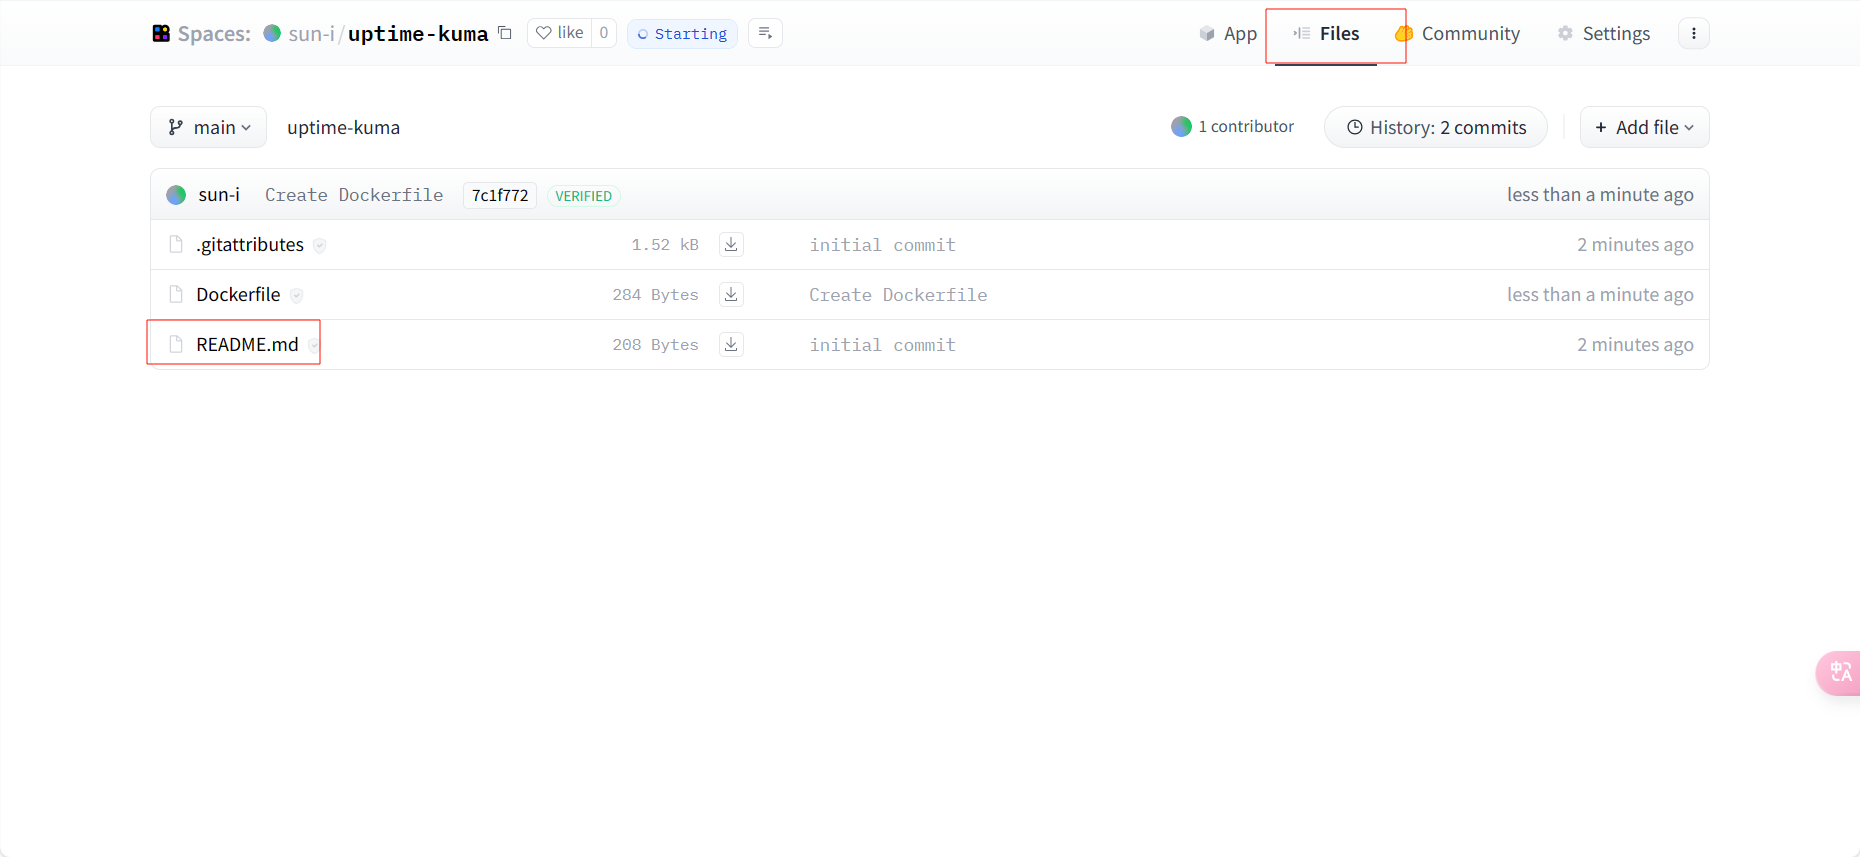 Spaces: sun-i/uptime-kuma like 0 Starting App Files Community Settings
main uptime-kuma 1 contributor History: 2 commits + Add file
sun-i Create Dockerfile 7c1f772 VERIFIED less than a minute ago
.gitattributes 1.52 kB initial commit 2 minutes ago
Dockerfile 284 Bytes Create Dockerfile less than a minute ago
README.md 208 Bytes initial commit 2 minutes ago
中 A